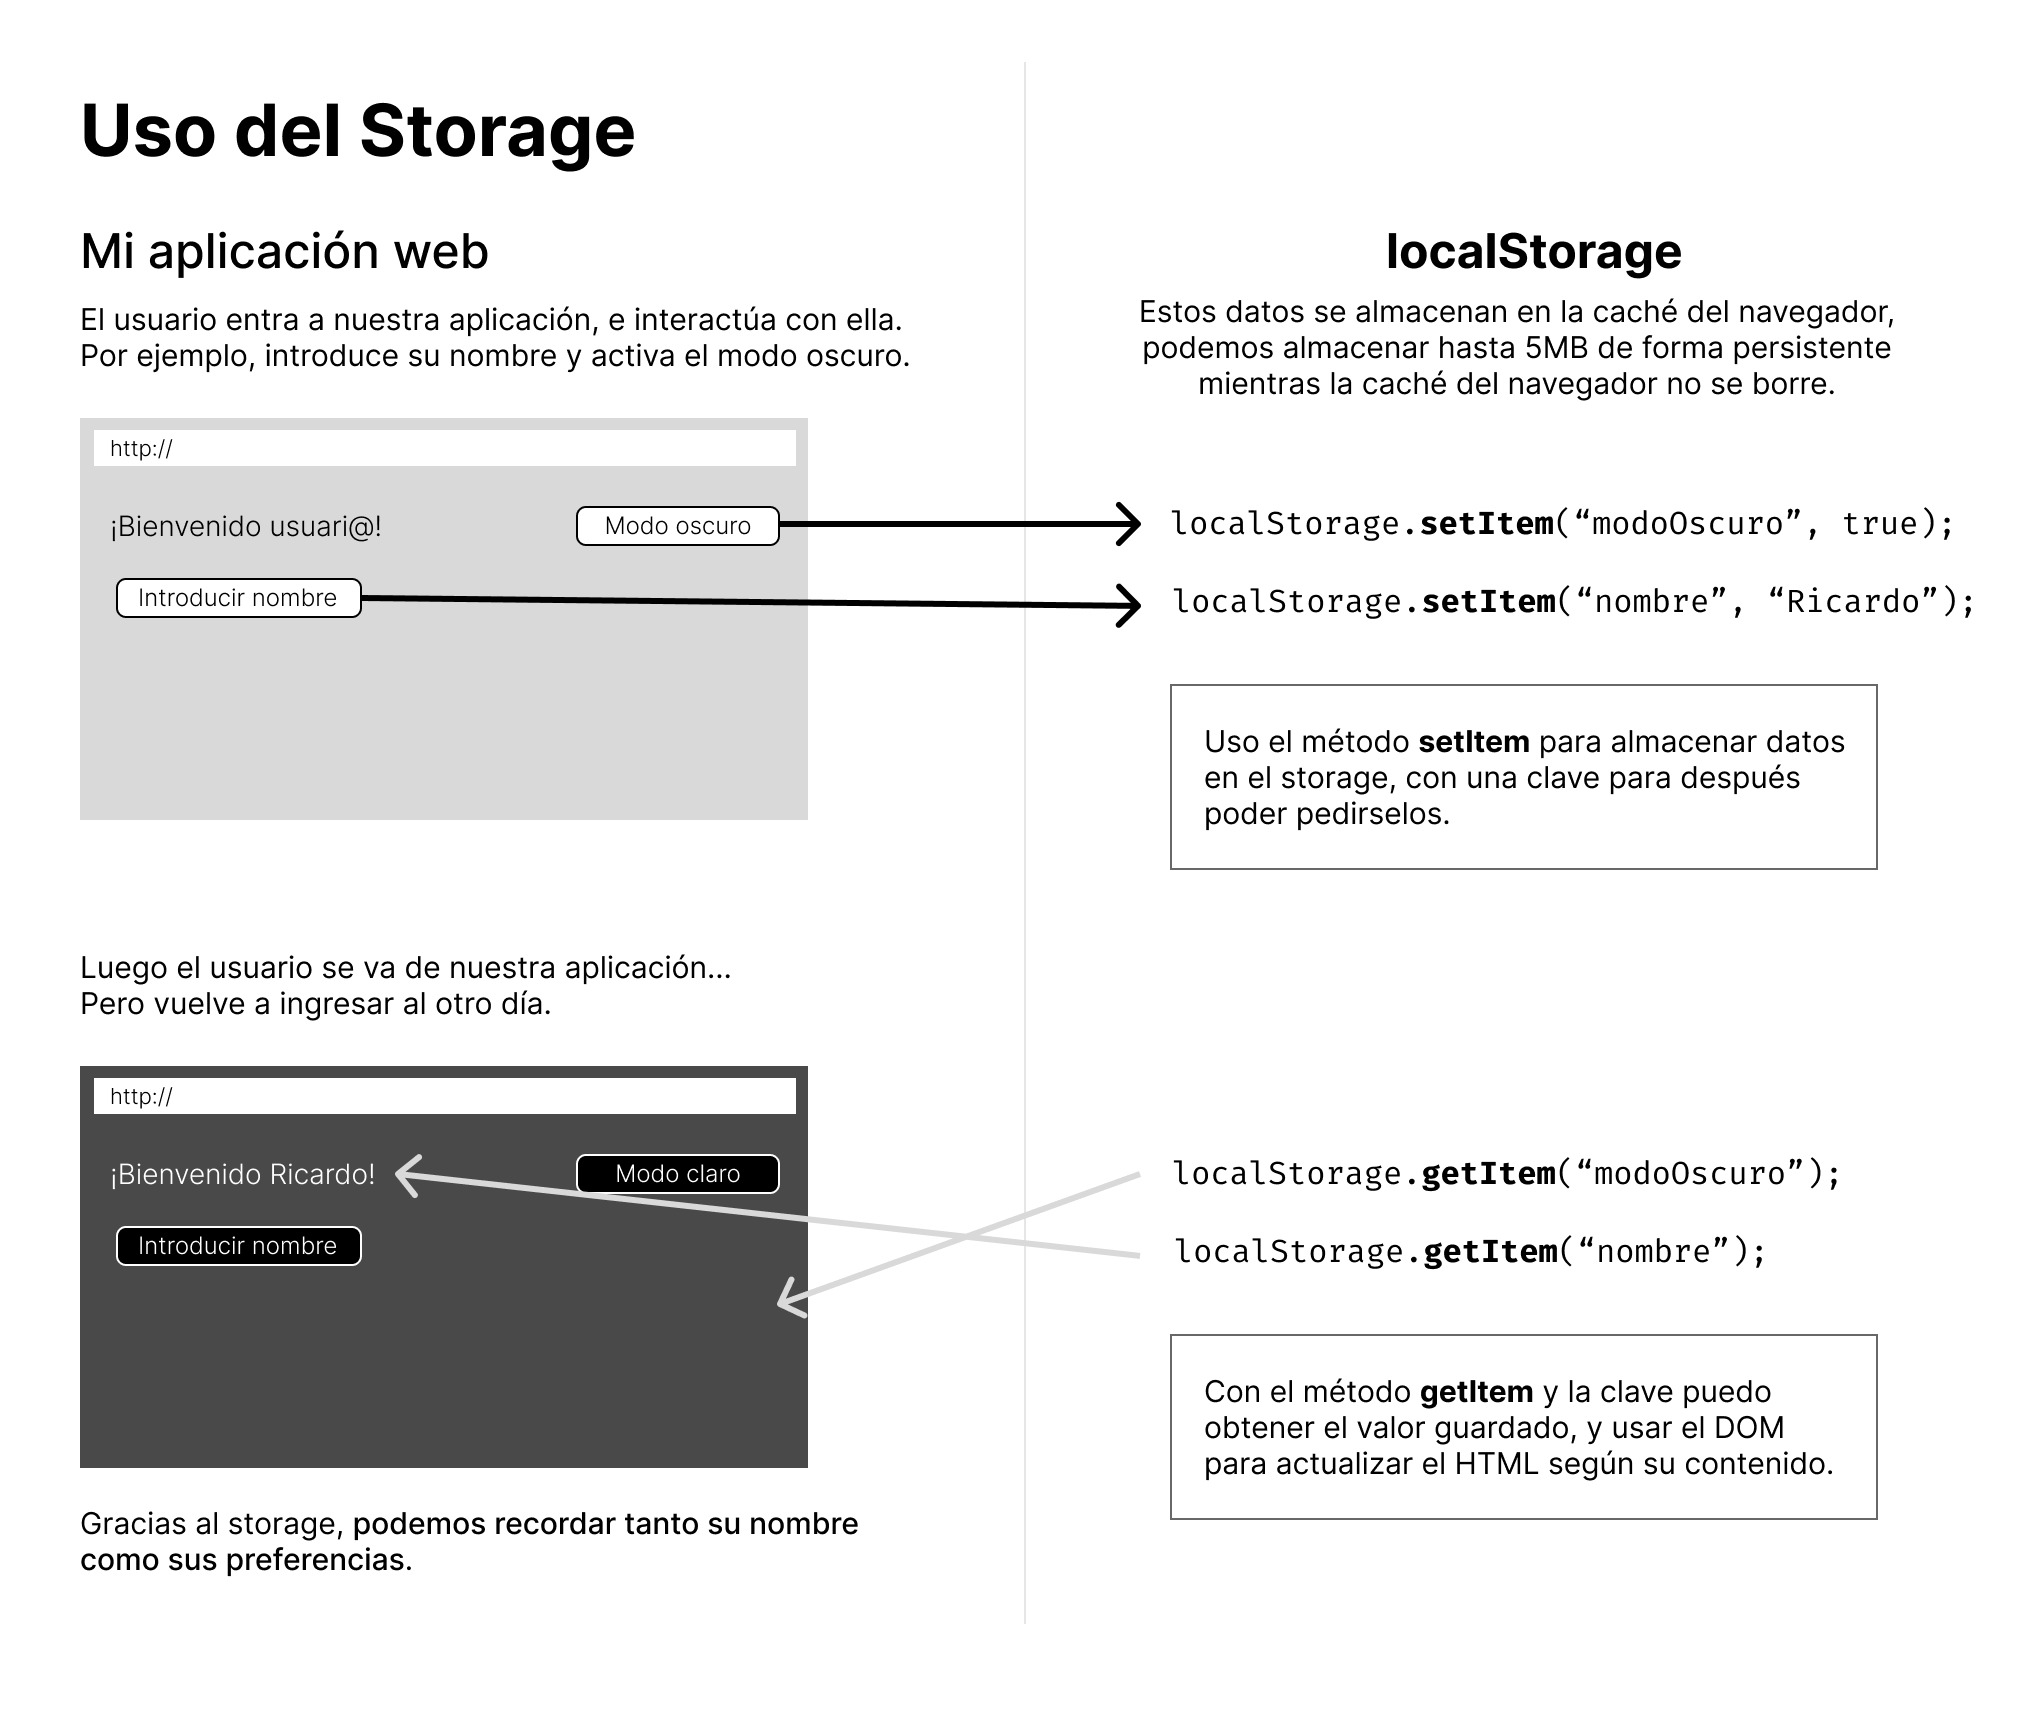 Uso del Storage
Mi aplicación web
El usuario entra a nuestra aplicación, e interactúa con ella.
Por ejemplo, introduce su nombre y activa el modo oscuro.
http://
¡Bienvenido usuari@!
Modo oscuro
Introducir nombre
localStorage
Estos datos se almacenan en la caché del navegador,
podemos almacenar hasta 5MB de forma persistente
mientras la caché del navegador no se borre.
localStorage.setItem(“modoOscuro”, true);
localStorage.setItem(“nombre”, “Ricardo”);
Uso el método setItem para almacenar datos
en el storage, con una clave para después
poder pedirselos.
Luego el usuario se va de nuestra aplicación...
Pero vuelve a ingresar al otro día.
http://
¡Bienvenido Ricardo!
Modo claro
Introducir nombre
localStorage.getItem(“modoOscuro”);
localStorage.getItem(“nombre”);
Con el método getItem y la clave puedo
obtener el valor guardado, y usar el DOM
para actualizar el HTML según su contenido.
Gracias al storage, podemos recordar tanto su nombre
como sus preferencias.